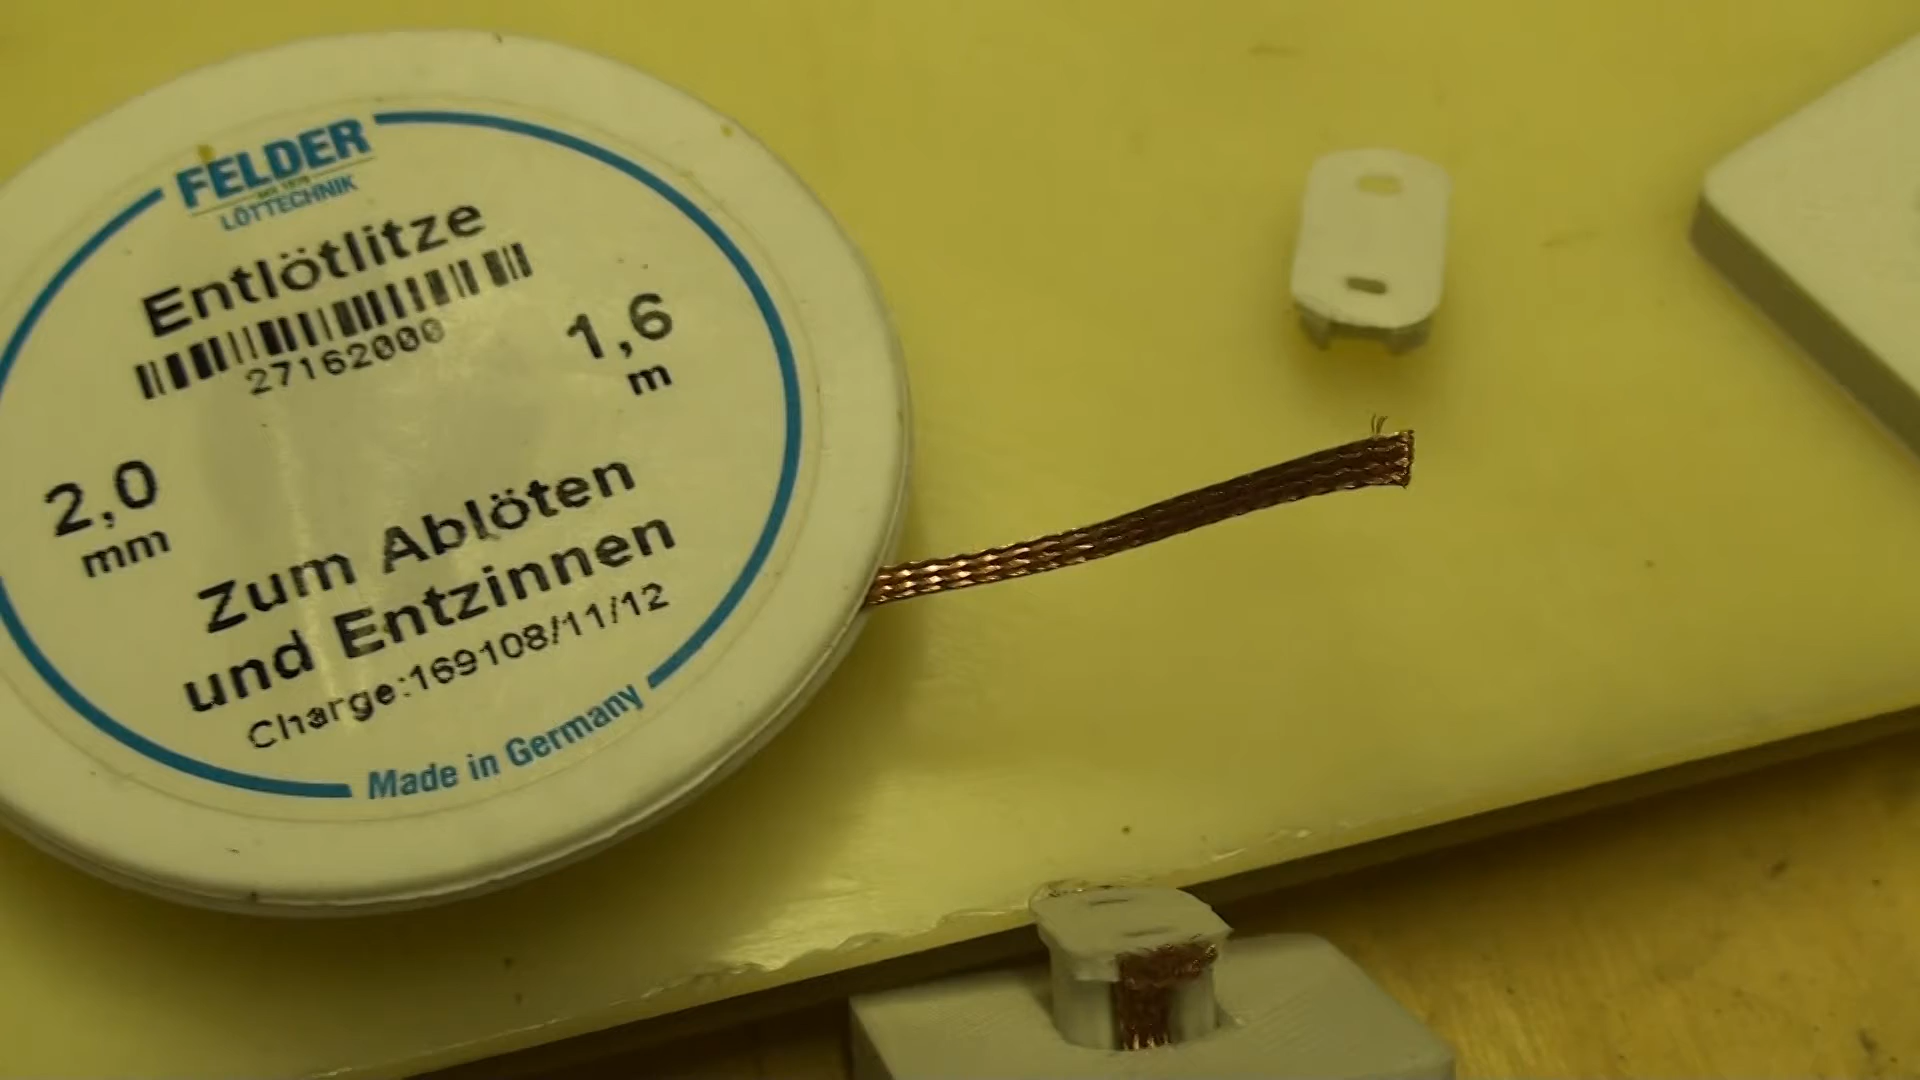 FELDER
LÖTTECHNIK
Entlötlitze
27162000
1,6
m
2,0
mm
Zum Ablöten
und Entzinnen
Charge:169108/11/12
Made in Germany